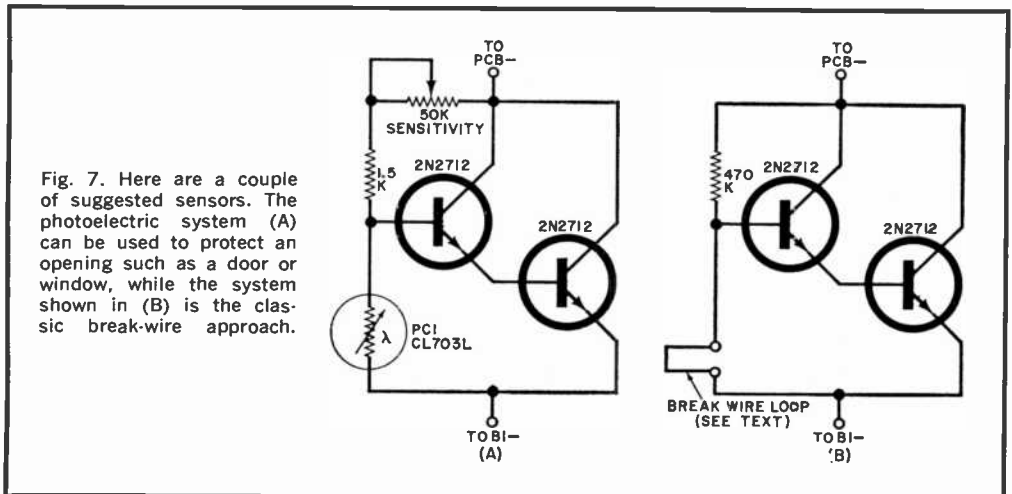 Fig. 7. Here are a couple
of suggested sensors. The
photoelectric system (A)
can be used to protect an
opening such as a door or
window, while the system
shown in (B) is the clas-
sic break-wire approach.
TO
PCB–
50K
SENSITIVITY
1.5
K
2N2712
2N2712
λ
PC1
CL703L
TO B1–
(A)
TO
PCB–
470
K
2N2712
2N2712
BREAK WIRE LOOP
(SEE TEXT)
TO B1–
(B)